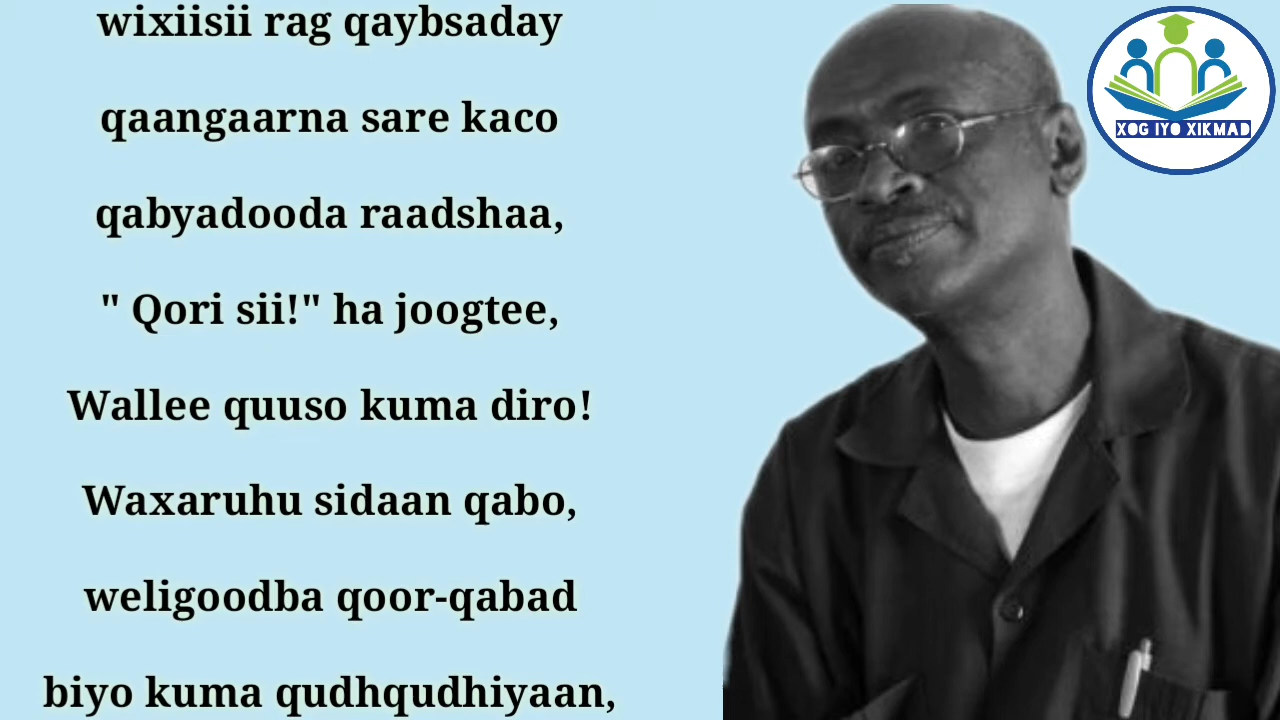 wixiisii rag qaybsaday
qaangaarna sare kaco
qabyadooda raadshaa,
" Qori sii!" ha joogtee,
Wallee quuso kuma diro!
Waxaruhu sidaan qabo,
weligoodba qoor-qabad
biyo kuma qudhqudhiyaan,
XOG IYO XIKMAD